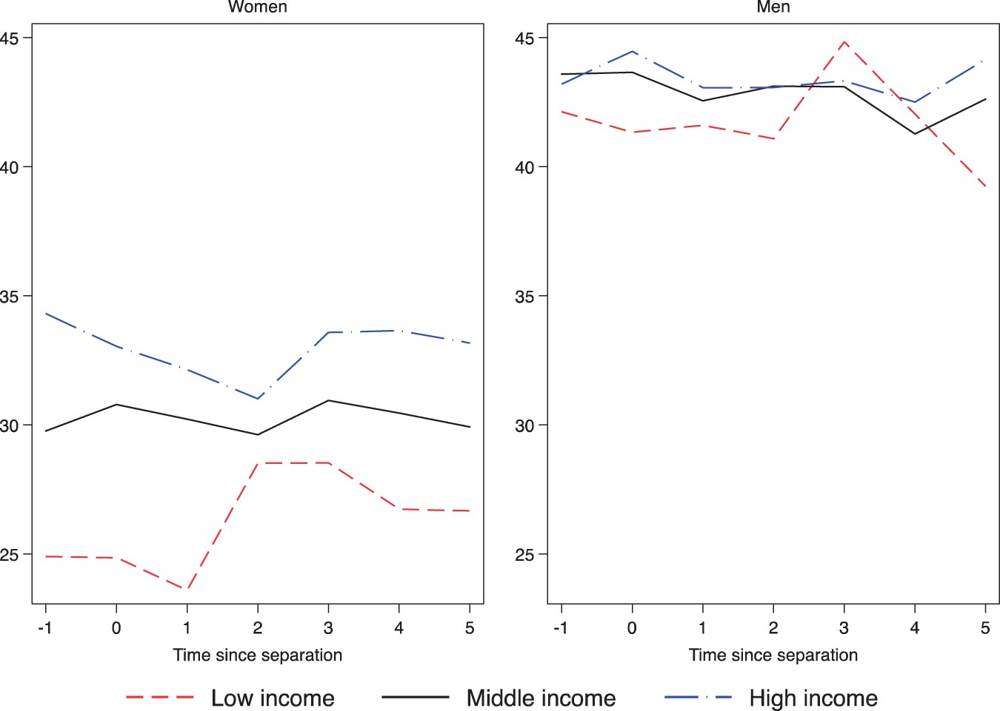 Women
Men
45
40
35
30
25
-1 0 1 2 3 4 5
Time since separation
45
40
35
30
25
-1 0 1 2 3 4 5
Time since separation
Low income
Middle income
High income